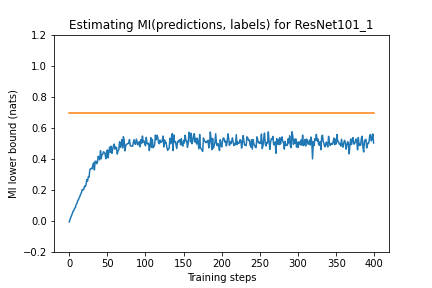 Estimating MI(predictions, labels) for ResNet101_1
1.2
1.0
0.8
0.6
0.4
0.2
0.0
−0.2
MI lower bound (nats)
0 50 100 150 200 250 300 350 400
Training steps